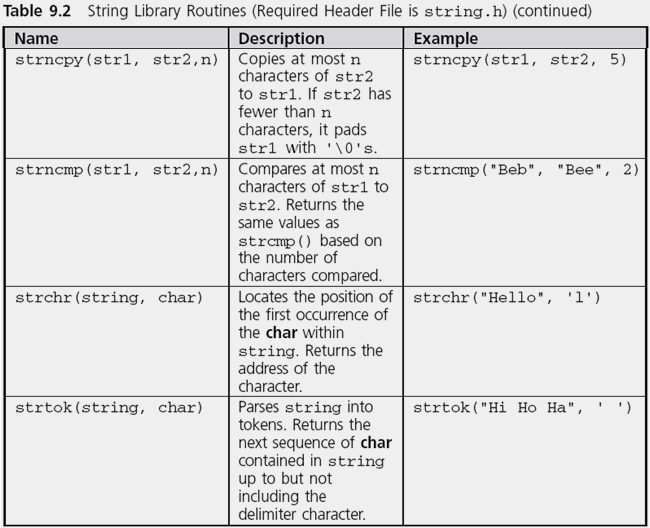 Table 9.2 String Library Routines (Required Header File is string.h) (continued)
Name Description Example
strncpy(str1, str2,n) Copies at most n strncpy(str1, str2, 5)
characters of str2
to str1. If str2 has
fewer than n
characters, it pads
str1 with '\0's.
strncmp(str1, str2,n) Compares at most n strncmp("Beb", "Bee", 2)
characters of str1 to
str2. Returns the
same values as
strcmp() based on
the number of
characters compared.
strchr(string, char) Locates the position of strchr("Hello", 'l')
the first occurrence of
the char within
string. Returns the
address of the
character.
strtok(string, char) Parses string into strtok("Hi Ho Ha", ' ')
tokens. Returns the
next sequence of char
contained in string
up to but not
including the
delimiter character.